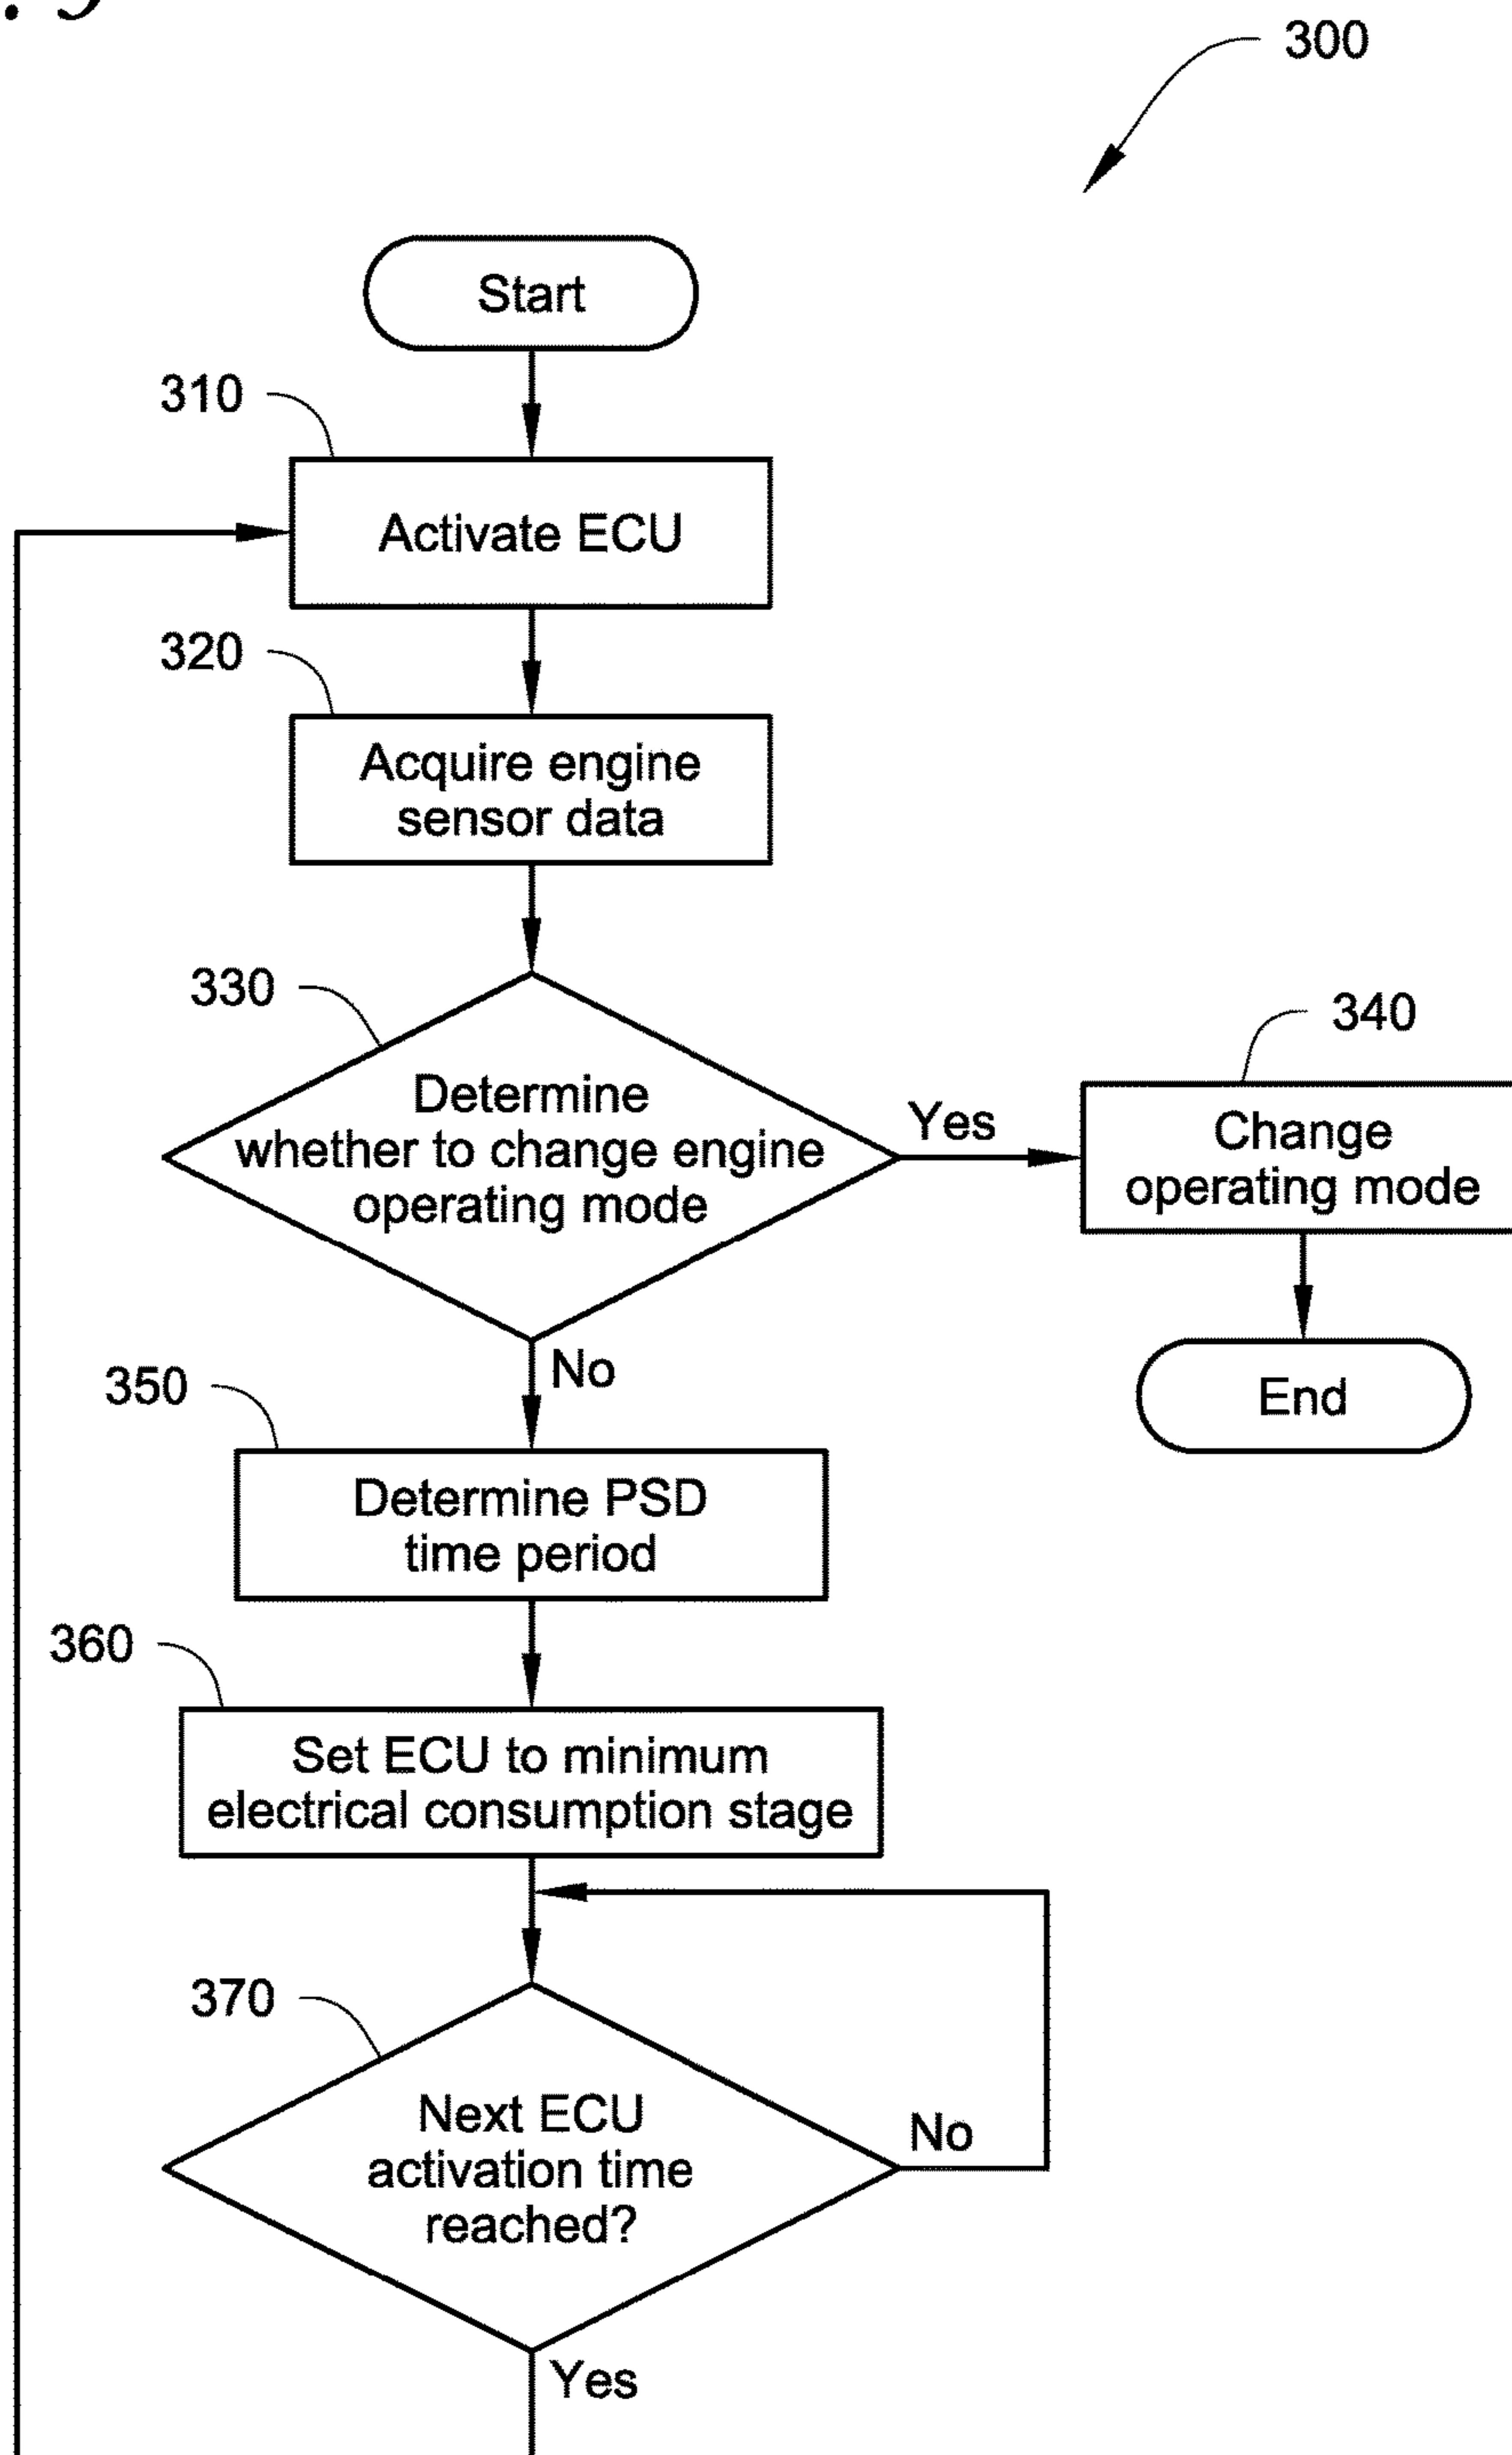 300
Start
310
Activate ECU
320
Acquire engine
sensor data
330
Determine
whether to change engine
operating mode
Yes
340
Change
operating mode
End
No
350
Determine PSD
time period
360
Set ECU to minimum
electrical consumption stage
370
Next ECU
activation time
reached?
No
Yes